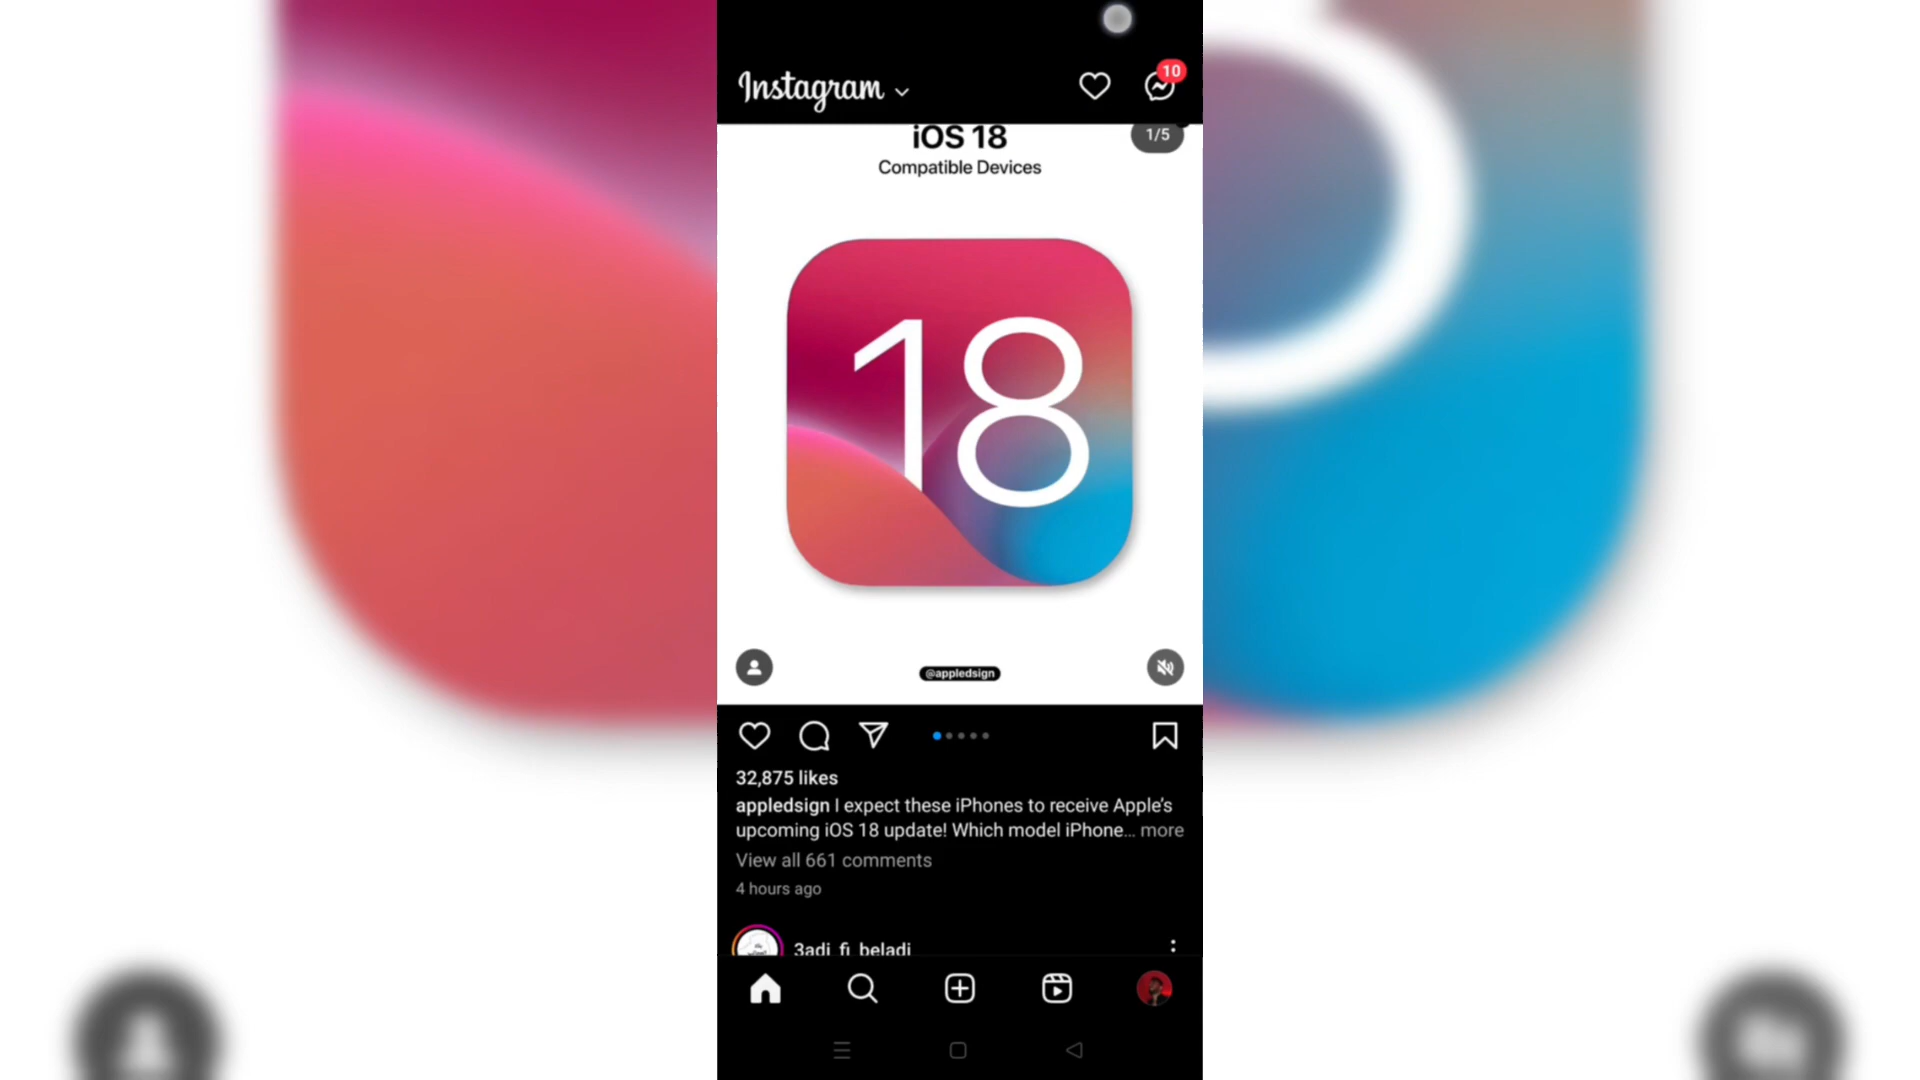 Instagram
10
iOS 18
1/5
Compatible Devices
18
@appledsign
32,875 likes
appledsign I expect these iPhones to receive Apple's
upcoming iOS 18 update! Which model iPhone... more
View all 661 comments
4 hours ago
3adi_fi_beladi